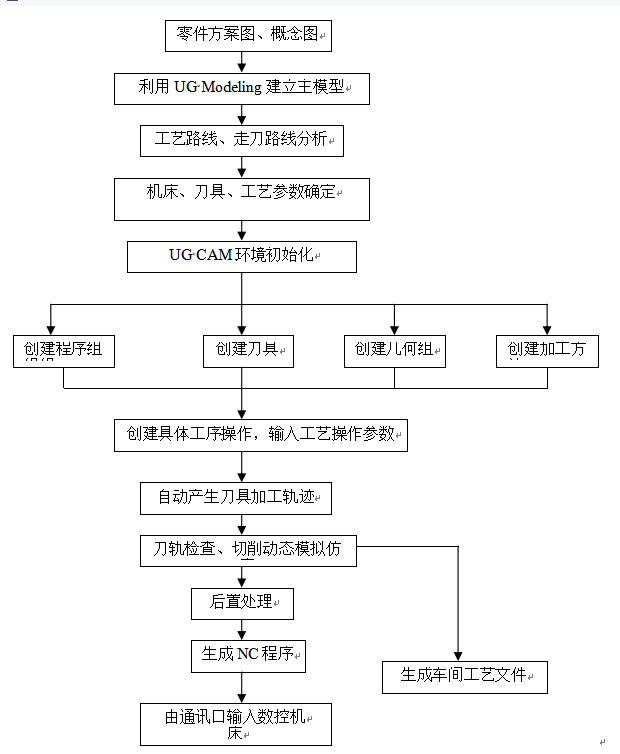 零件方案图、概念图
利用 UG Modeling 建立主模型
工艺路线、走刀路线分析
机床、刀具、工艺参数确定
UG CAM 环境初始化
创建程序组
创建刀具
创建几何组
创建加工方
创建具体工序操作，输入工艺操作参数
自动产生刀具加工轨迹
刀轨检查、切削动态模拟仿
后置处理
生成 NC 程序
生成车间工艺文件
由通讯口输入数控机
床